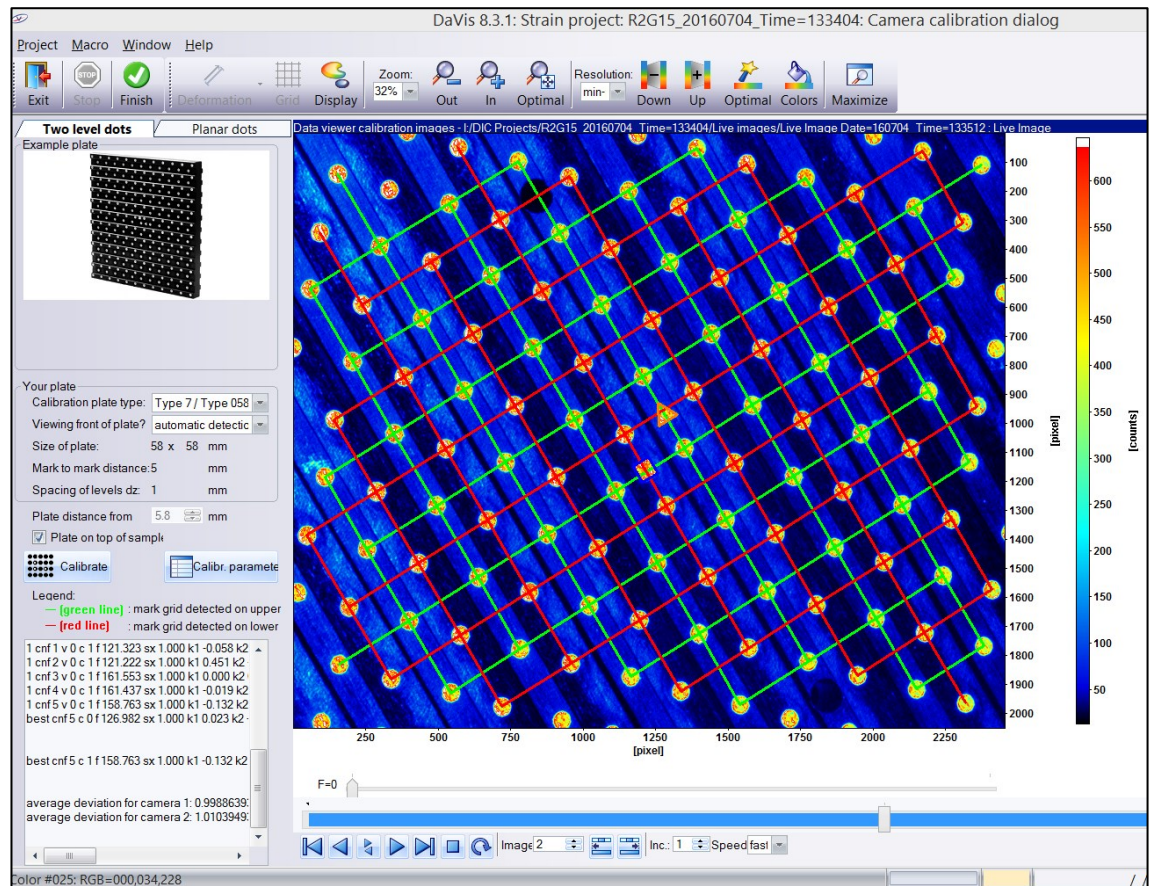 DaVis 8.3.1: Strain project: R2G15_20160704_Time=133404: Camera calibration dialog
Project Macro Window Help
Exit Stop Finish Deformation Grid Display Zoom: 32% Out In Optimal Resolution: min- Down Up Optimal Colors Maximize
Two level dots Planar dots
Data viewer calibration images - I:/DIC Projects/R2G15_20160704_Time=133404/Live images/Live Image Date=160704_Time=133512 : Live Image
Example plate
Your plate
Calibration plate type: Type 7 / Type 058
Viewing front of plate? automatic detectic
Size of plate: 58 x 58 mm
Mark to mark distance: 5 mm
Spacing of levels dz: 1 mm
Plate distance from 5.8 mm
Plate on top of sample
Calibrate Calibr. paramete
Legend:
(green line) : mark grid detected on upper
(red line) : mark grid detected on lower
1 cnf 1 v 0 c 1 f 121.323 sx 1.000 k1 -0.058 k2
1 cnf 2 v 0 c 1 f 121.222 sx 1.000 k1 0.451 k2
1 cnf 3 v 0 c 1 f 161.553 sx 1.000 k1 0.000 k2
1 cnf 4 v 0 c 1 f 161.437 sx 1.000 k1 -0.019 k2
1 cnf 5 v 0 c 1 f 158.763 sx 1.000 k1 -0.132 k2
best cnf 5 c 0 f 126.982 sx 1.000 k1 0.023 k2 -
best cnf 5 c 1 f 158.763 sx 1.000 k1 -0.132 k2
average deviation for camera 1: 0.9988639
average deviation for camera 2: 1.0103949
100
200
300
400
500
600
700
800
900
1000
1100
1200
1300
1400
1500
1600
1700
1800
1900
2000
[pixel]
600
550
500
450
400
350
300
250
200
150
100
50
[counts]
250 500 750 1000 1250 1500 1750 2000 2250
[pixel]
F=0
Image 2 Inc.: 1 Speed fast
Color #025: RGB=000,034,228